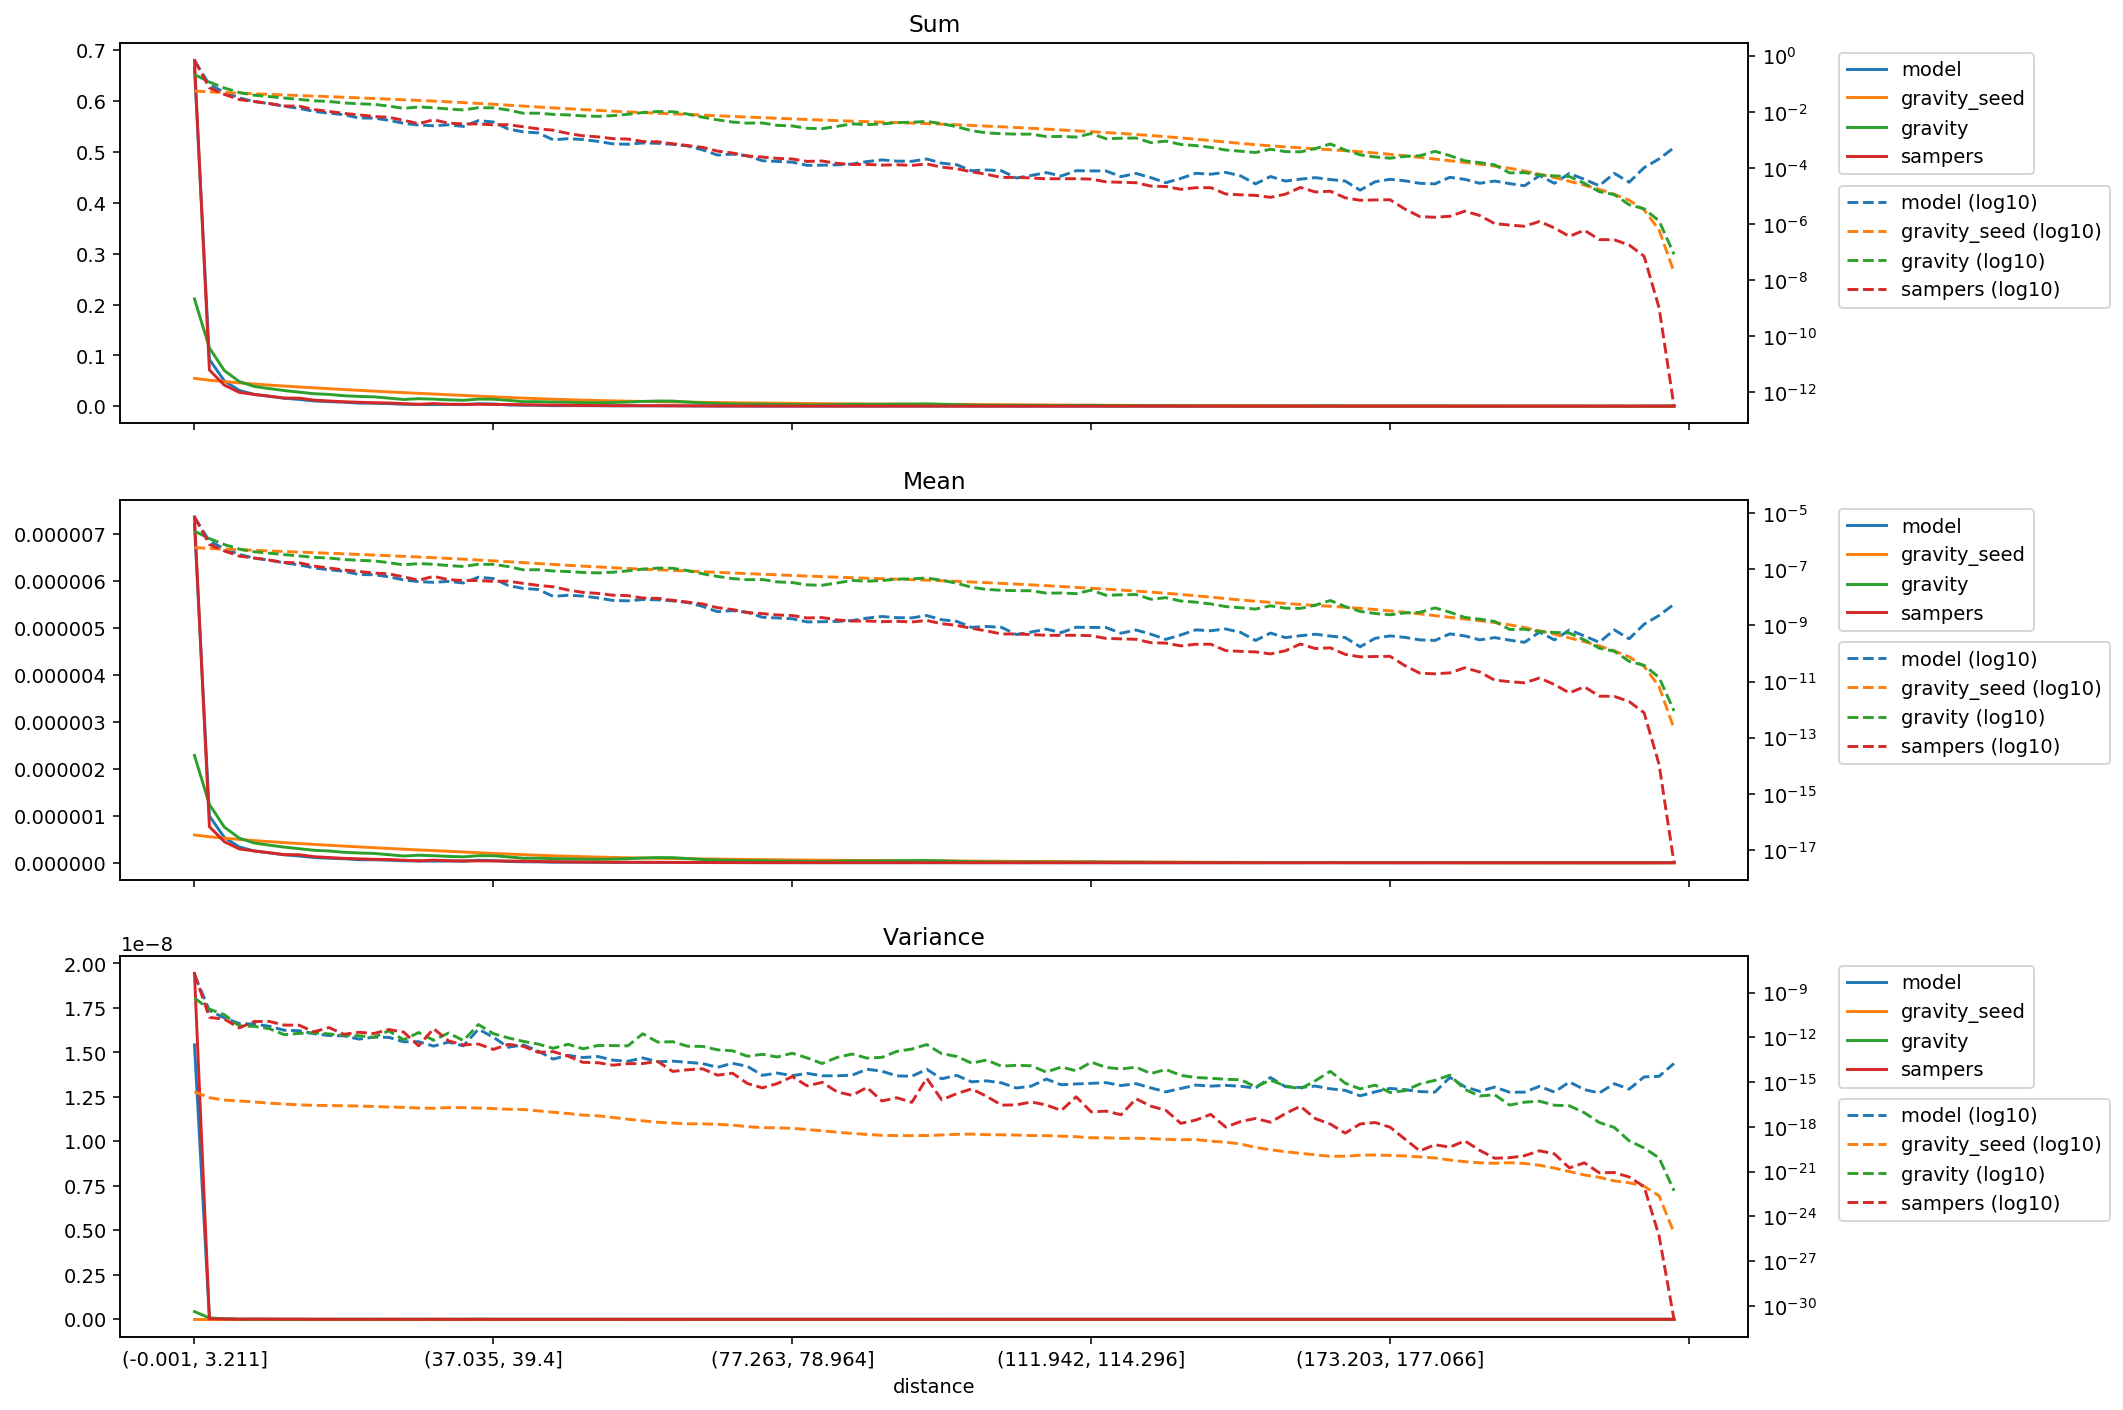 Sum
0.7
0.6
0.5
0.4
0.3
0.2
0.1
0.0
10⁰
10⁻²
10⁻⁴
10⁻⁶
10⁻⁸
10⁻¹⁰
10⁻¹²
model
gravity_seed
gravity
sampers
model (log10)
gravity_seed (log10)
gravity (log10)
sampers (log10)
Mean
0.000007
0.000006
0.000005
0.000004
0.000003
0.000002
0.000001
0.000000
10⁻⁵
10⁻⁷
10⁻⁹
10⁻¹¹
10⁻¹³
10⁻¹⁵
10⁻¹⁷
model
gravity_seed
gravity
sampers
model (log10)
gravity_seed (log10)
gravity (log10)
sampers (log10)
Variance
1e−8
2.00
1.75
1.50
1.25
1.00
0.75
0.50
0.25
0.00
10⁻⁹
10⁻¹²
10⁻¹⁵
10⁻¹⁸
10⁻²¹
10⁻²⁴
10⁻²⁷
10⁻³⁰
model
gravity_seed
gravity
sampers
model (log10)
gravity_seed (log10)
gravity (log10)
sampers (log10)
(-0.001, 3.211]
(37.035, 39.4]
(77.263, 78.964]
(111.942, 114.296]
(173.203, 177.066]
distance